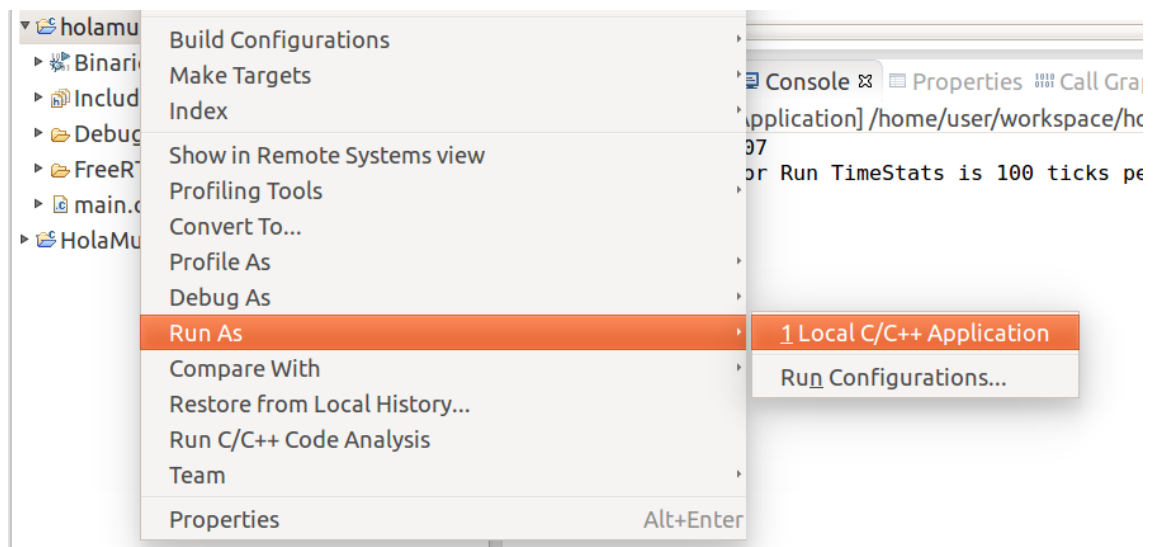 holamu
Binari
Includ
Debug
FreeR
main.c
HolaMu
Build Configurations
Make Targets
Index
Show in Remote Systems view
Profiling Tools
Convert To...
Profile As
Debug As
Run As
Compare With
Restore from Local History...
Run C/C++ Code Analysis
Team
Properties Alt+Enter
1 Local C/C++ Application
Run Configurations...
Console Properties Call Gra
Application] /home/user/workspace/ho
07
or Run TimeStats is 100 ticks pe